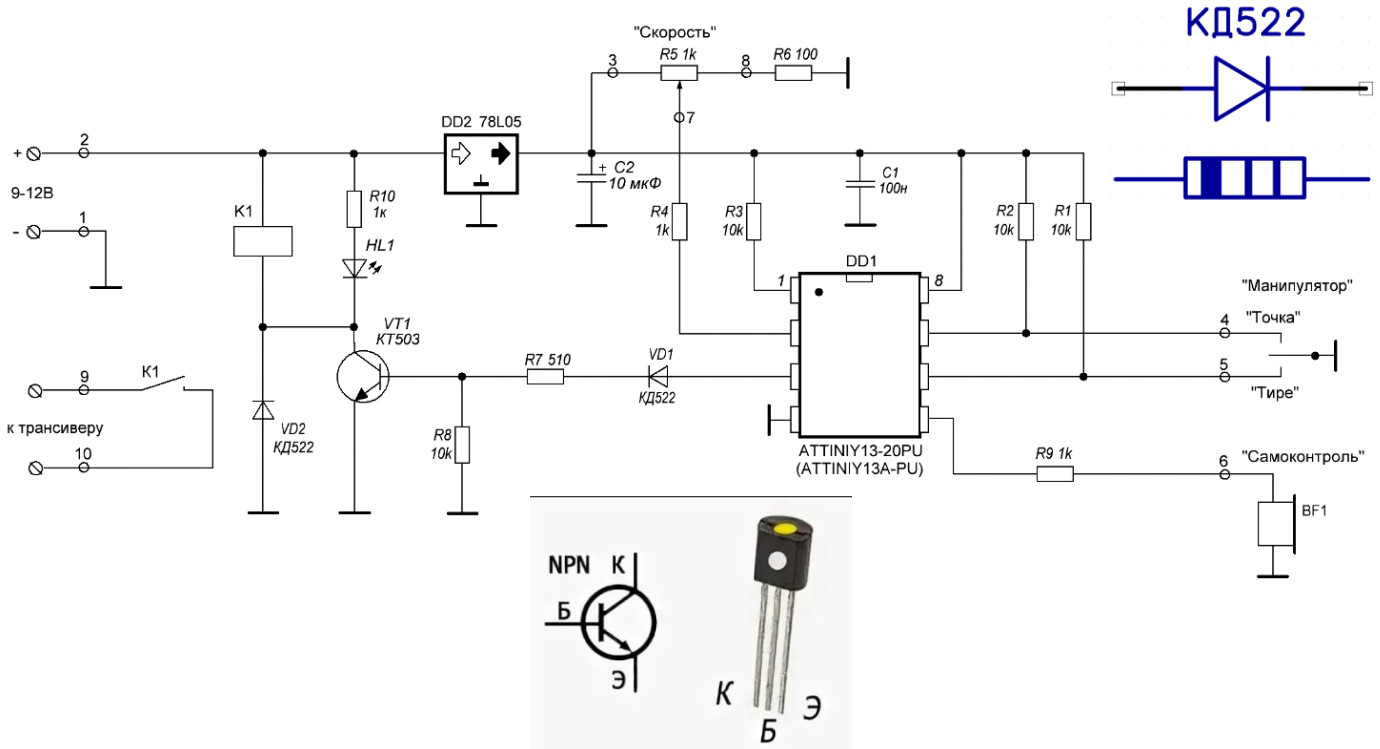 КД522
"Скорость"
3
R5 1k
8
R6 100
7
DD2 78L05
+
2
9-12В
-
1
K1
R10
1к
HL1
+
C2
10 мкФ
R4
1k
R3
10k
C1
100н
R2
10k
R1
10k
DD1
1
8
"Манипулятор"
4
"Точка"
5
"Тире"
VT1
КТ503
R7 510
VD1
КД522
9
K1
к трансиверу
10
VD2
КД522
R8
10k
ATTINIY13-20PU
(ATTINIY13A-PU)
R9 1k
6
"Самоконтроль"
BF1
NPN
К
Б
Э
К
Б
Э